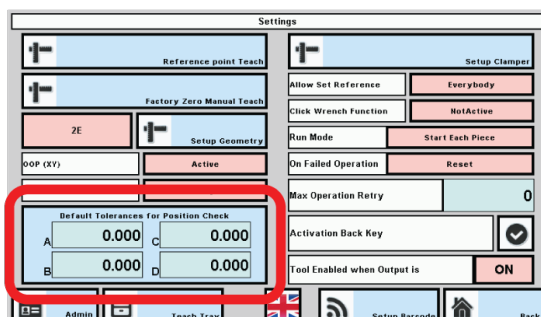 Settings
Reference point Teach
Setup Clamper
Factory Zero Manual Teach
Allow Set Reference
Everybody
Click Wrench Function
NotActive
2E
Setup Geometry
Run Mode
Start Each Piece
OOP (XY)
Active
On Failed Operation
Reset
Max Operation Retry
0
Default Tolerances for Position Check
A 0.000 C 0.000
B 0.000 D 0.000
Activation Back Key
Tool Enabled when Output is
ON
Admin
Teach Tray
Setup Barcode
Back